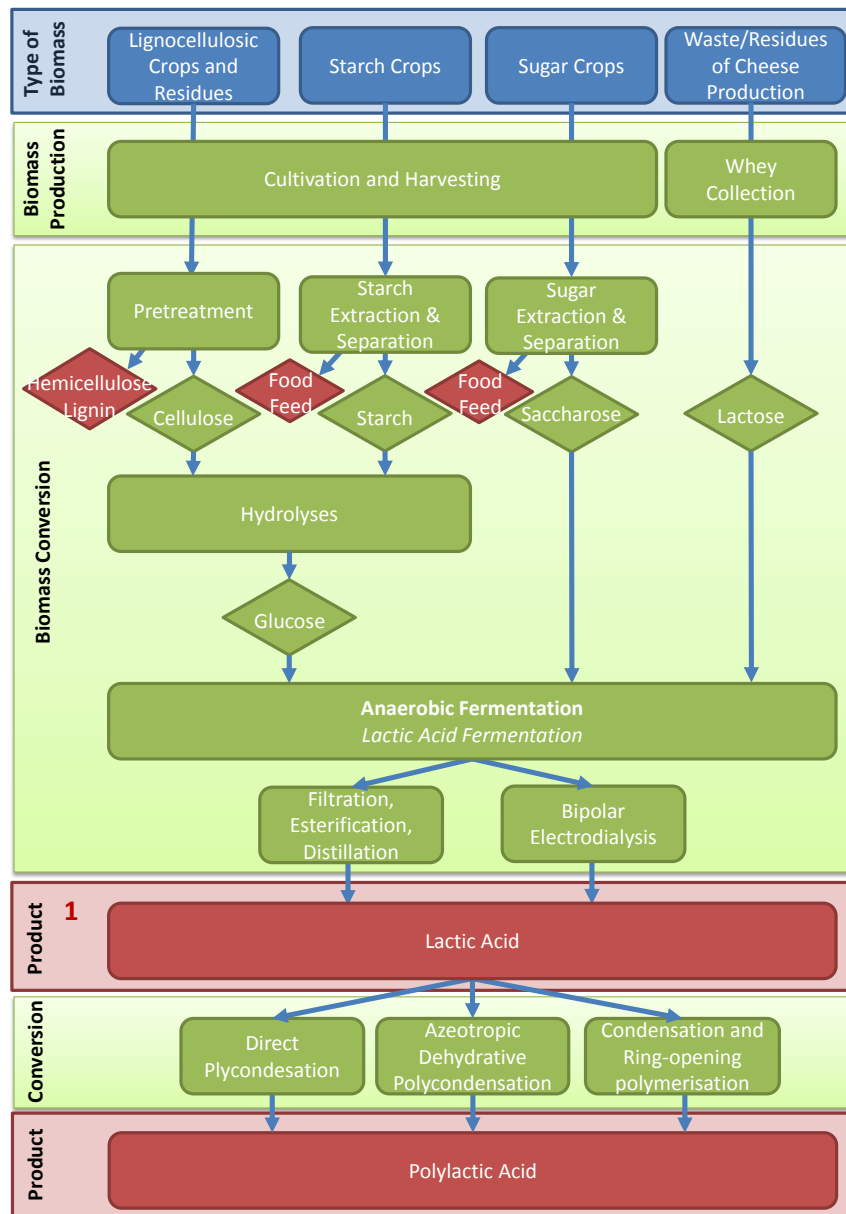 Type of
Biomass
Lignocellulosic
Crops and
Residues
Starch Crops
Sugar Crops
Waste/Residues
of Cheese
Production
Biomass
Production
Cultivation and Harvesting
Whey
Collection
Biomass Conversion
Pretreatment
Starch
Extraction &
Separation
Sugar
Extraction &
Separation
Hemicellulose
Lignin
Cellulose
Food
Feed
Starch
Food
Feed
Saccharose
Lactose
Hydrolyses
Glucose
Anaerobic Fermentation
Lactic Acid Fermentation
Filtration,
Esterification,
Distillation
Bipolar
Electrodialysis
Product
1
Lactic Acid
Conversion
Direct
Plycondesation
Azeotropic
Dehydrative
Polycondensation
Condensation and
Ring-opening
polymerisation
Product
Polylactic Acid